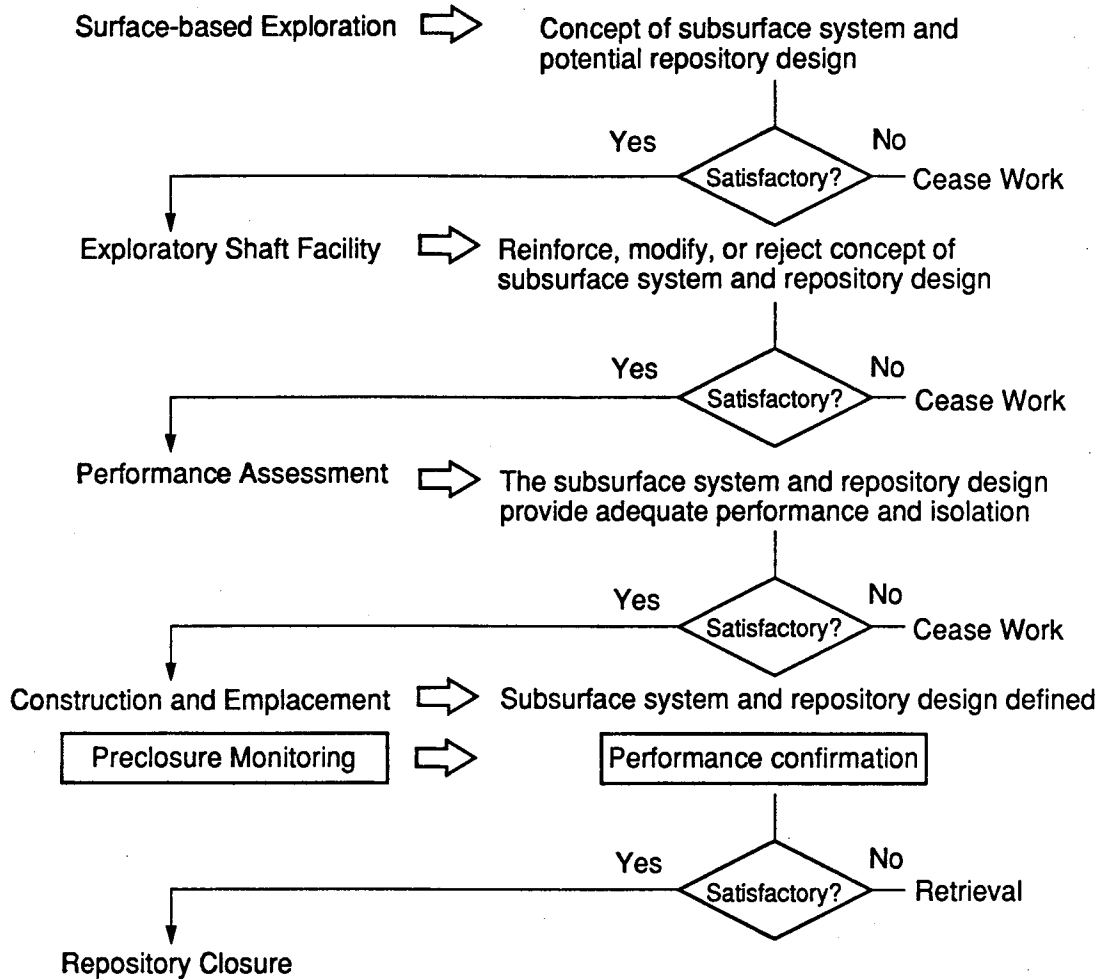 Surface-based Exploration
Concept of subsurface system and
potential repository design
Yes
No
Satisfactory?
Cease Work
Exploratory Shaft Facility
Reinforce, modify, or reject concept of
subsurface system and repository design
Yes
No
Satisfactory?
Cease Work
Performance Assessment
The subsurface system and repository design
provide adequate performance and isolation
Yes
No
Satisfactory?
Cease Work
Construction and Emplacement
Subsurface system and repository design defined
Preclosure Monitoring
Performance confirmation
Yes
No
Satisfactory?
Retrieval
Repository Closure